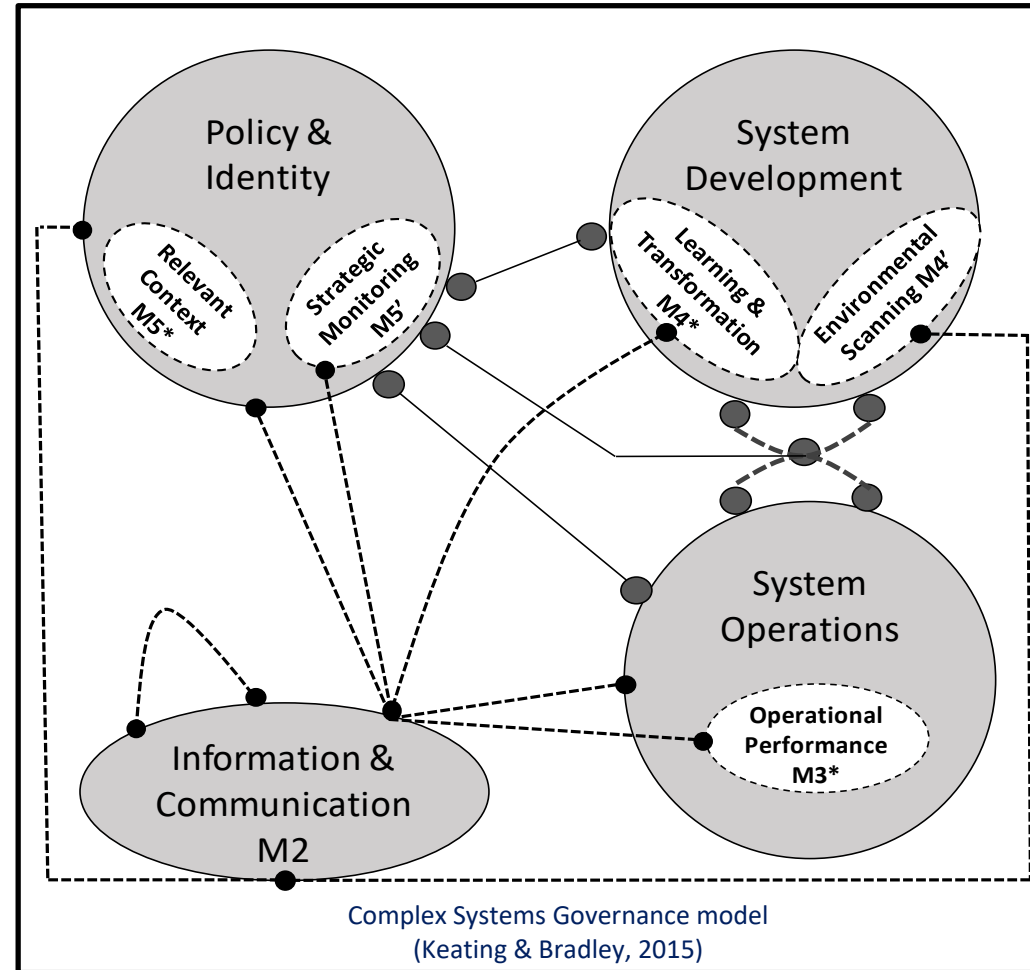 Policy &
Identity
Relevant
Context
M5*
Strategic
Monitoring
M5’
System
Development
Learning &
Transformation
M4*
Environmental
Scanning M4’
System
Operations
Operational
Performance
M3*
Information &
Communication
M2
Complex Systems Governance model
(Keating & Bradley, 2015)